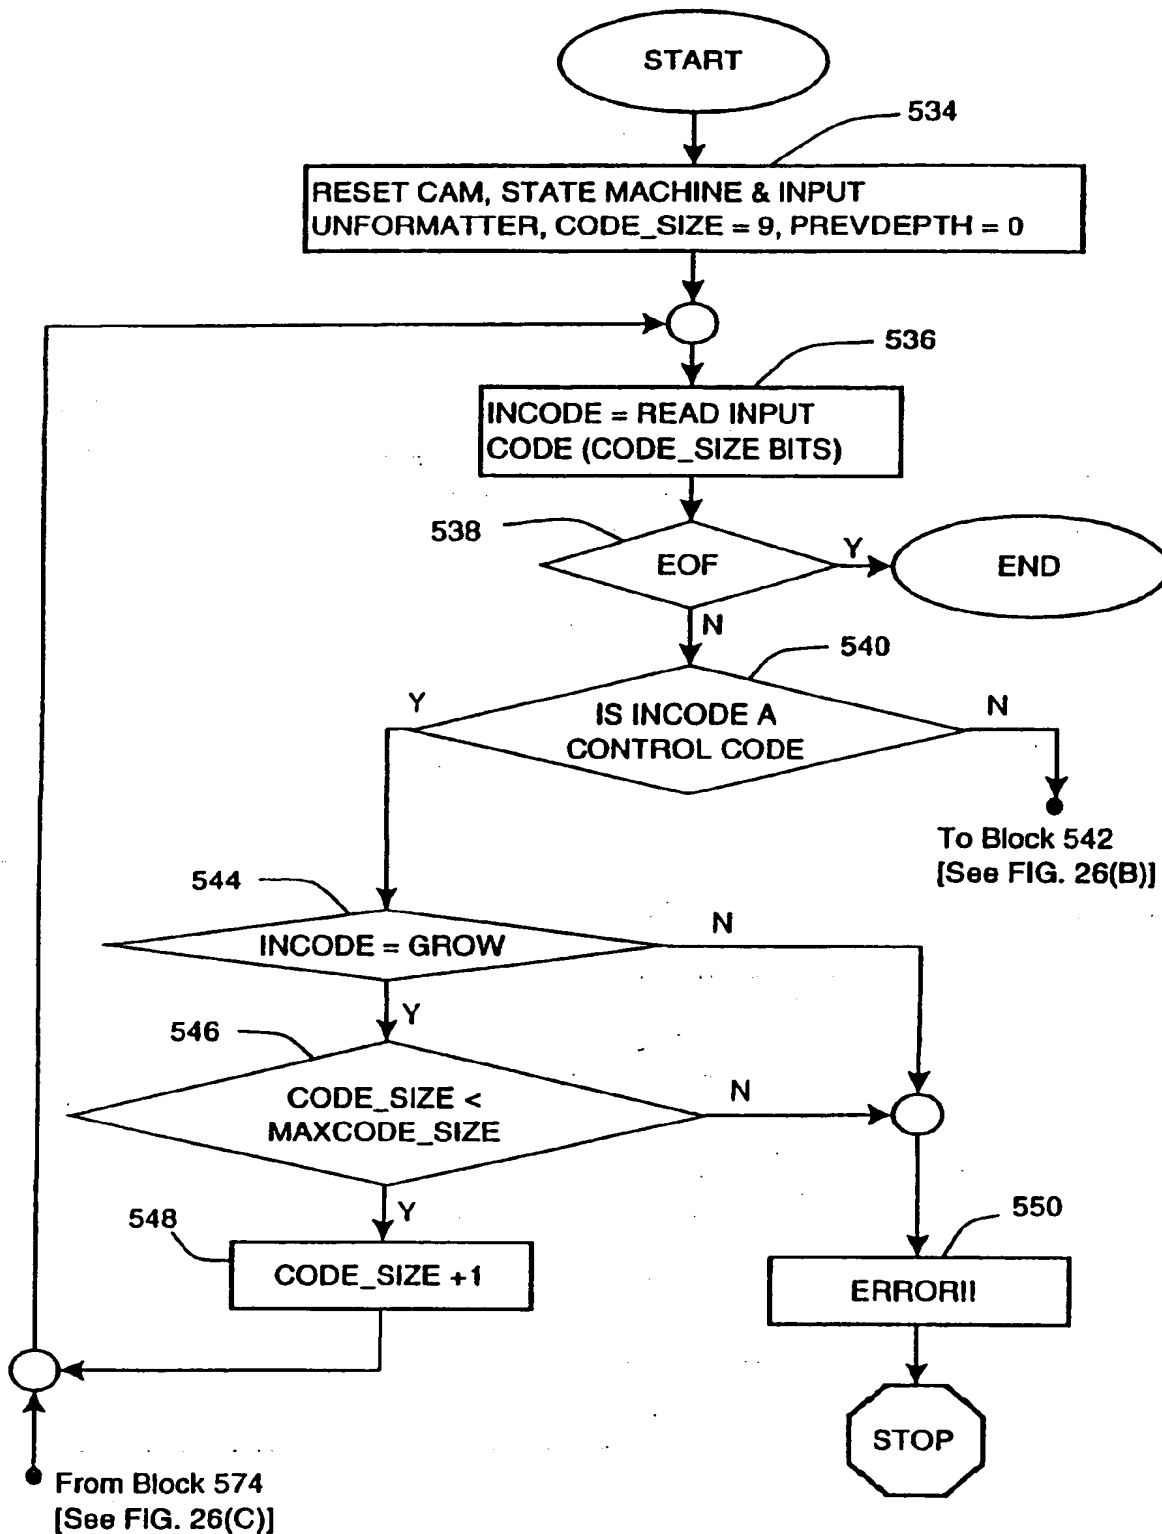 START
534
RESET CAM, STATE MACHINE & INPUT
UNFORMATTER, CODE_SIZE = 9, PREVDEPTH = 0
536
INCODE = READ INPUT
CODE (CODE_SIZE BITS)
538
EOF
Y
END
N
540
Y
IS INCODE A
CONTROL CODE
N
To Block 542
[See FIG. 26(B)]
544
INCODE = GROW
N
Y
546
CODE_SIZE <
MAXCODE_SIZE
N
Y
548
CODE_SIZE +1
550
ERROR!!
STOP
From Block 574
[See FIG. 26(C)]